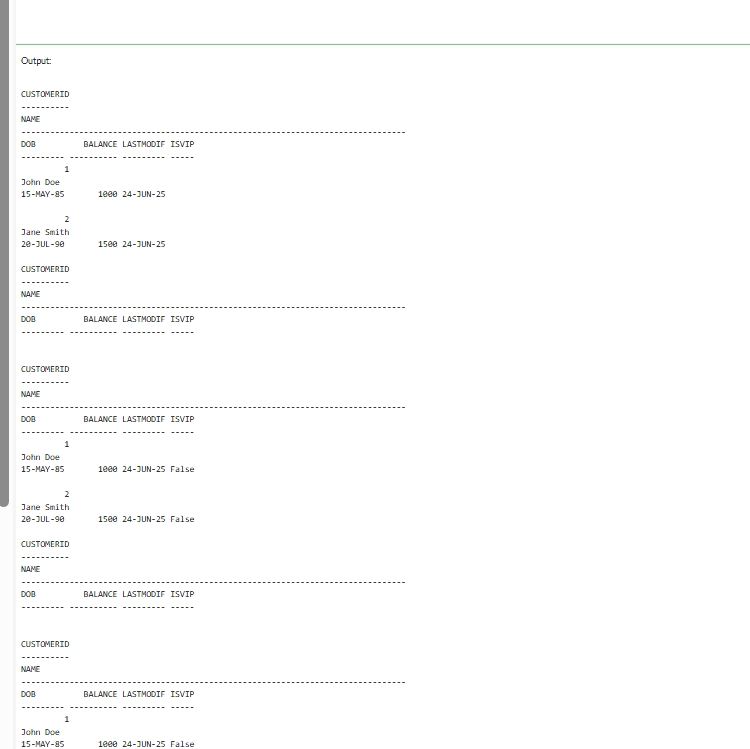 Output:
CUSTOMERID
----------
NAME
--------------------------------------------------------------------------------
DOB          BALANCE LASTMODIF ISVIP
--------- ---------- --------- -----
         1
John Doe
15-MAY-85       1000 24-JUN-25
         2
Jane Smith
20-JUL-90       1500 24-JUN-25
CUSTOMERID
----------
NAME
--------------------------------------------------------------------------------
DOB          BALANCE LASTMODIF ISVIP
--------- ---------- --------- -----
CUSTOMERID
----------
NAME
--------------------------------------------------------------------------------
DOB          BALANCE LASTMODIF ISVIP
--------- ---------- --------- -----
         1
John Doe
15-MAY-85       1000 24-JUN-25 False
         2
Jane Smith
20-JUL-90       1500 24-JUN-25 False
CUSTOMERID
----------
NAME
--------------------------------------------------------------------------------
DOB          BALANCE LASTMODIF ISVIP
--------- ---------- --------- -----
CUSTOMERID
----------
NAME
--------------------------------------------------------------------------------
DOB          BALANCE LASTMODIF ISVIP
--------- ---------- --------- -----
         1
John Doe
15-MAY-85       1000 24-JUN-25 False